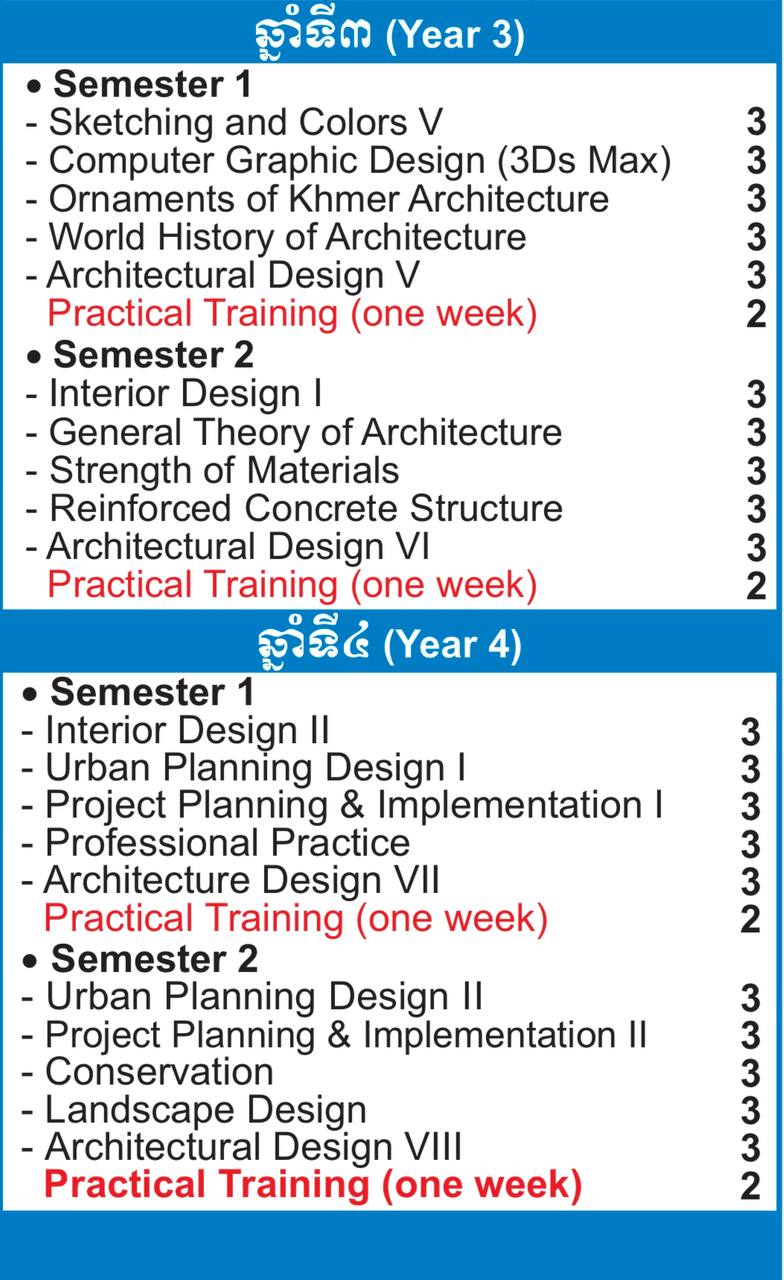 ឆ្នាំទី៣ (Year 3)
• Semester 1
- Sketching and Colors V 3
- Computer Graphic Design (3Ds Max) 3
- Ornaments of Khmer Architecture 3
- World History of Architecture 3
- Architectural Design V 3
Practical Training (one week) 2
• Semester 2
- Interior Design I 3
- General Theory of Architecture 3
- Strength of Materials 3
- Reinforced Concrete Structure 3
- Architectural Design VI 3
Practical Training (one week) 2
ឆ្នាំទី៤ (Year 4)
• Semester 1
- Interior Design II 3
- Urban Planning Design I 3
- Project Planning & Implementation I 3
- Professional Practice 3
- Architecture Design VII 3
Practical Training (one week) 2
• Semester 2
- Urban Planning Design II 3
- Project Planning & Implementation II 3
- Conservation 3
- Landscape Design 3
- Architectural Design VIII 3
Practical Training (one week) 2